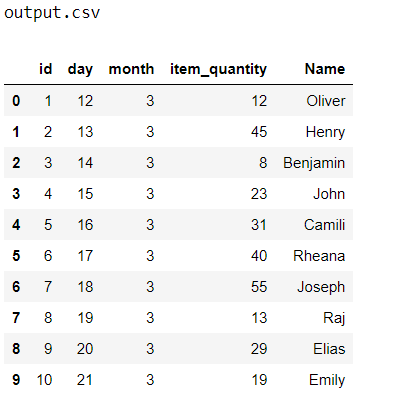 output.csv
id day month item_quantity Name
0 1 12 3 12 Oliver
1 2 13 3 45 Henry
2 3 14 3 8 Benjamin
3 4 15 3 23 John
4 5 16 3 31 Camili
5 6 17 3 40 Rheana
6 7 18 3 55 Joseph
7 8 19 3 13 Raj
8 9 20 3 29 Elias
9 10 21 3 19 Emily